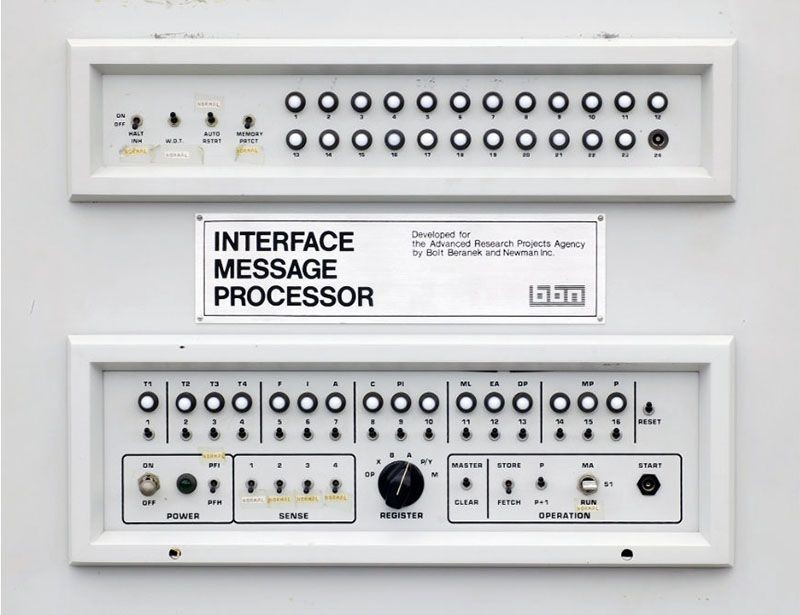 NORMAL
ON
OFF
HALT INH
W.D.T.
AUTO RSTRT
MEMORY PRTCT
NORMAL NORMAL NORMAL
1 2 3 4 5 6 7 8 9 10 11 12
13 14 15 16 17 18 19 20 21 22 23 24
INTERFACE
MESSAGE
PROCESSOR
Developed for
the Advanced Research Projects Agency
by Bolt Beranek and Newman Inc.
bbn
T1 T2 T3 T4 F I A C PI ML EA DP MP P
1 2 3 4 5 6 7 8 9 10 11 12 13 14 15 16
RESET
ON PFI
NORMAL
OFF PFH
POWER
1 2 3 4
NORMAL NORMAL NORMAL NORMAL
SENSE
OP X B A P/Y M
REGISTER
MASTER STORE P MA START
SI
CLEAR FETCH P+1 RUN
NORMAL
OPERATION